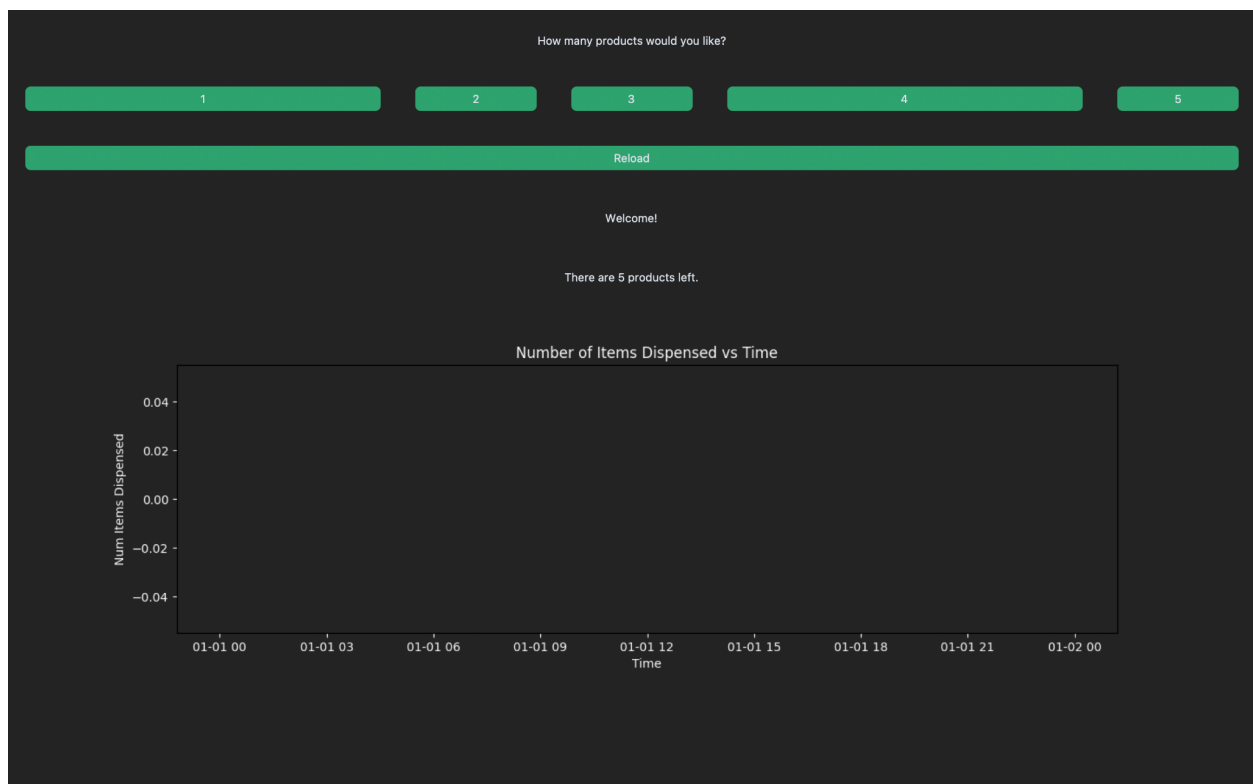 How many products would you like?
1 2 3 4 5
Reload
Welcome!
There are 5 products left.
Number of Items Dispensed vs Time
0.04
0.02
0.00
−0.02
−0.04
Num Items Dispensed
01-01 00 01-01 03 01-01 06 01-01 09 01-01 12 01-01 15 01-01 18 01-01 21 01-02 00
Time